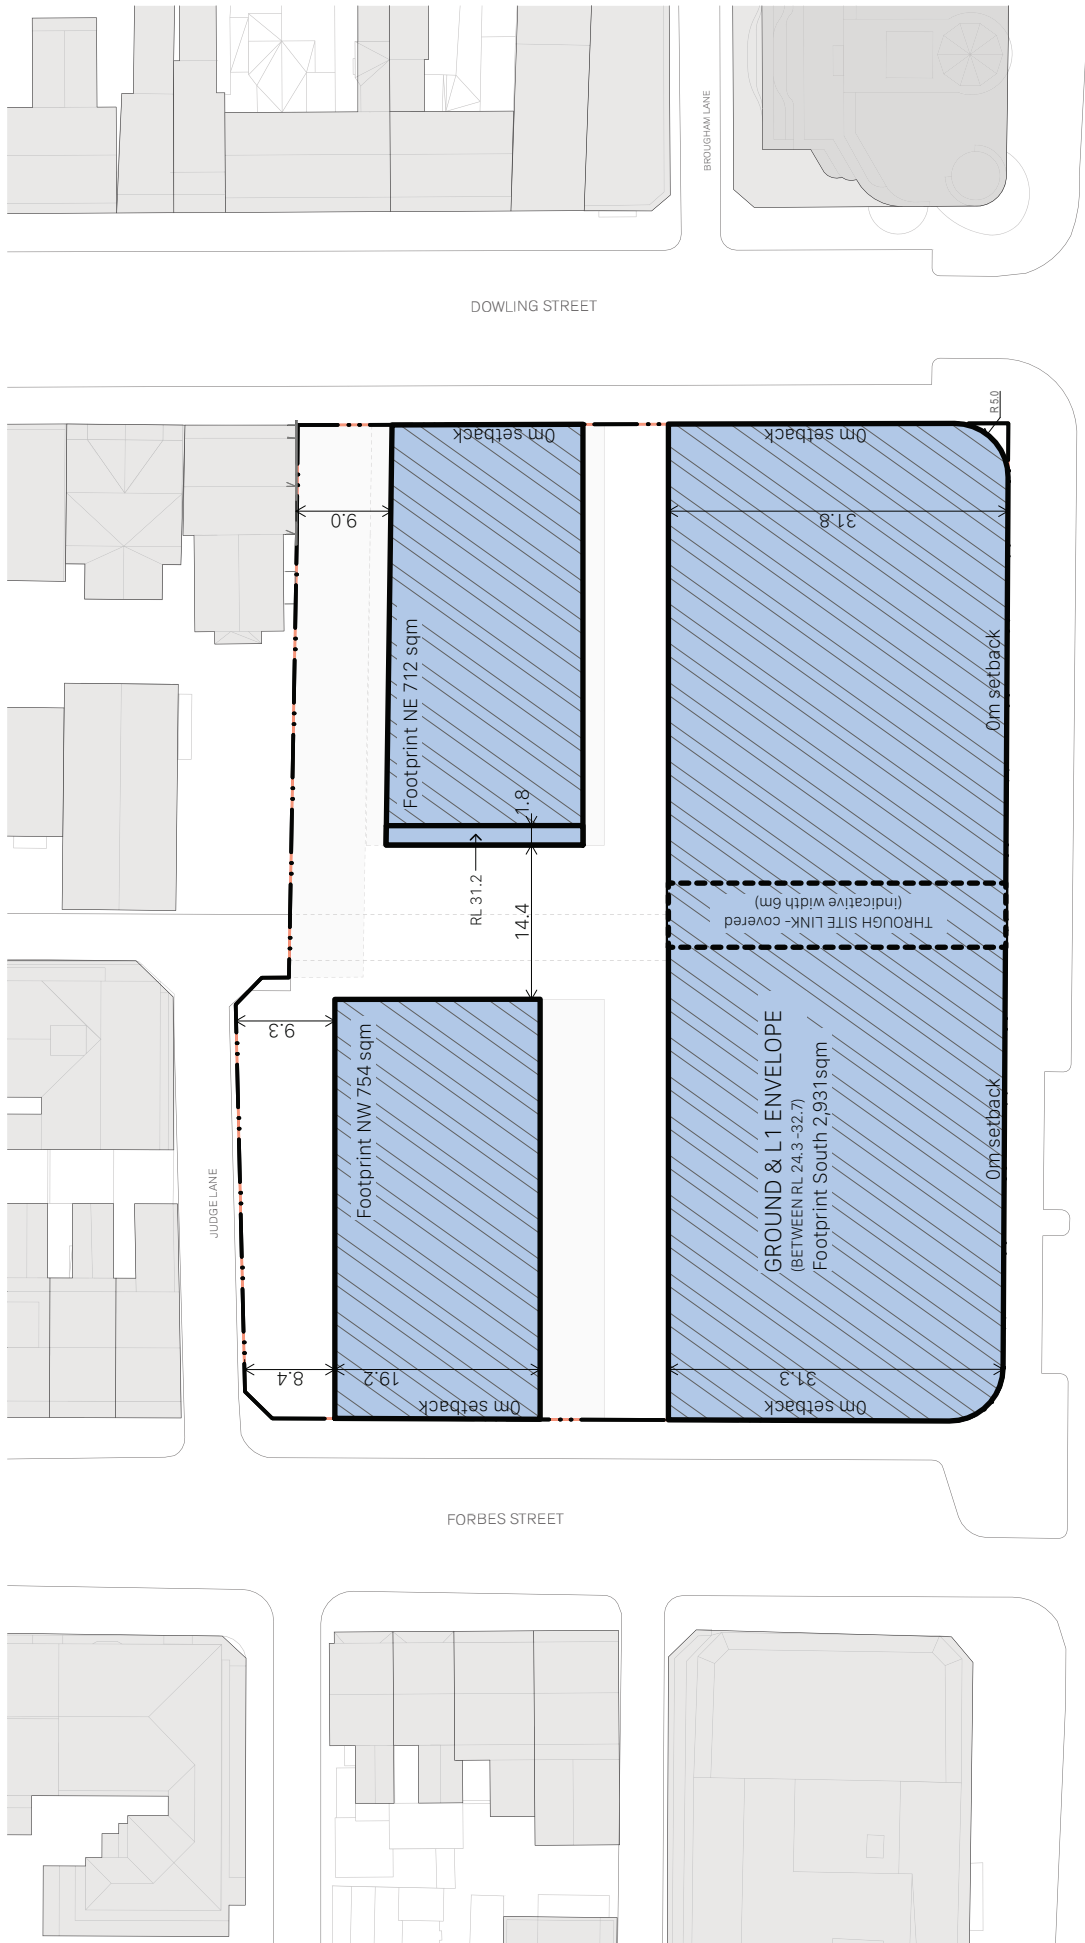 BROUGHAM LANE
DOWLING STREET
R 5.0
0m setback
0m setback
9.0
31.8
Footprint NE 712 sqm
0m setback
1.8
RL 31.2
14.4
THROUGH SITE LINK- covered
(indicative width 6m)
9.3
Footprint NW 754 sqm
GROUND & L1 ENVELOPE
(BETWEEN RL 24.3 -32.7)
Footprint South 2,931sqm
0m setback
JUDGE LANE
8.4
19.2
31.3
0m setback
0m setback
FORBES STREET